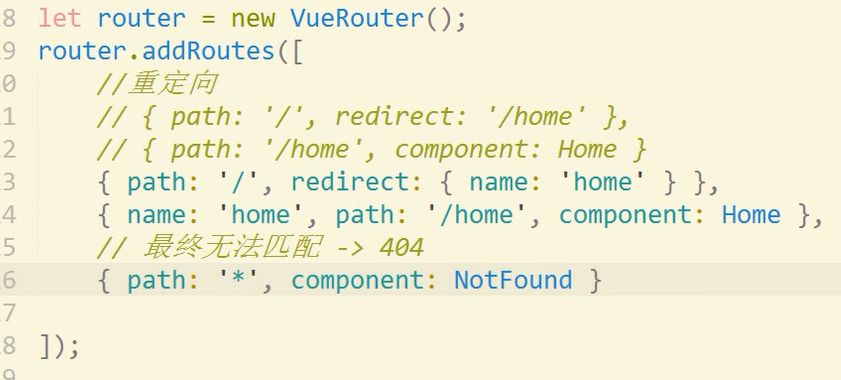 8 let router = new VueRouter();
9 router.addRoutes([
0 //重定向
1 // { path: '/', redirect: '/home' },
2 // { path: '/home', component: Home }
3 { path: '/', redirect: { name: 'home' } },
4 { name: 'home', path: '/home', component: Home },
5 // 最终无法匹配 -> 404
6 { path: '*', component: NotFound }
7
8 ]);
9